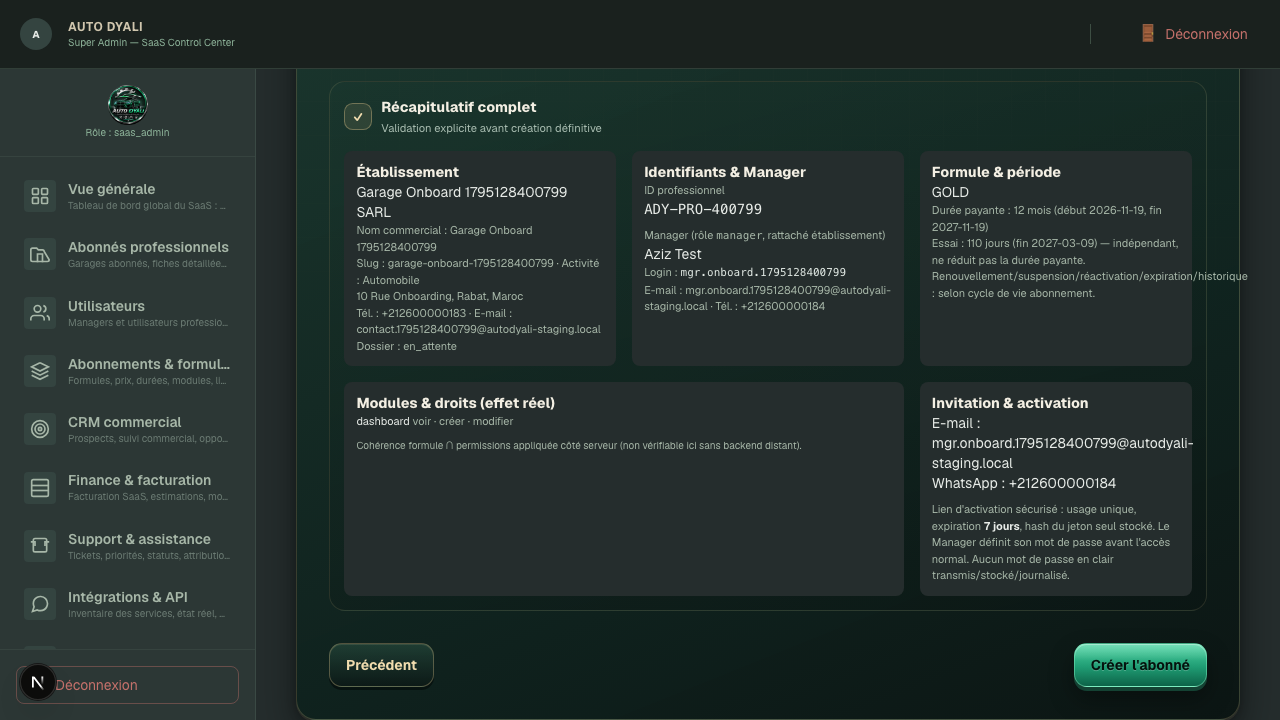 A
AUTO DYALI
Super Admin — SaaS Control Center
Déconnexion
AUTO DYALI
Rôle : saas_admin
Vue générale
Tableau de bord global du SaaS : ...
Abonnés professionnels
Garages abonnés, fiches détaillée...
Utilisateurs
Managers et utilisateurs professio...
Abonnements & formul...
Formules, prix, durées, modules, li...
CRM commercial
Prospects, suivi commercial, oppo...
Finance & facturation
Facturation SaaS, estimations, mo...
Support & assistance
Tickets, priorités, statuts, attributio...
Intégrations & API
Inventaire des services, état réel, ...
N
Déconnexion
Récapitulatif complet
Validation explicite avant création définitive
Établissement
Garage Onboard 1795128400799
SARL
Nom commercial : Garage Onboard
1795128400799
Slug : garage-onboard-1795128400799 · Activité
: Automobile
10 Rue Onboarding, Rabat, Maroc
Tél. : +212600000183 · E-mail :
contact.1795128400799@autodyali-staging.local
Dossier : en_attente
Identifiants & Manager
ID professionnel
ADY-PRO-400799
Manager (rôle manager, rattaché établissement)
Aziz Test
Login : mgr.onboard.1795128400799
E-mail : mgr.onboard.1795128400799@autodyali-
staging.local · Tél. : +212600000184
Formule & période
GOLD
Durée payante : 12 mois (début 2026-11-19, fin
2027-11-19)
Essai : 110 jours (fin 2027-03-09) — indépendant,
ne réduit pas la durée payante.
Renouvellement/suspension/réactivation/expiration/historique
: selon cycle de vie abonnement.
Modules & droits (effet réel)
dashboard voir · créer · modifier
Cohérence formule ∩ permissions appliquée côté serveur (non vérifiable ici sans backend distant).
Invitation & activation
E-mail :
mgr.onboard.1795128400799@autodyali-
staging.local
WhatsApp : +212600000184
Lien d'activation sécurisé : usage unique,
expiration 7 jours, hash du jeton seul stocké. Le
Manager définit son mot de passe avant l'accès
normal. Aucun mot de passe en clair
transmis/stocké/journalisé.
Précédent
Créer l'abonné